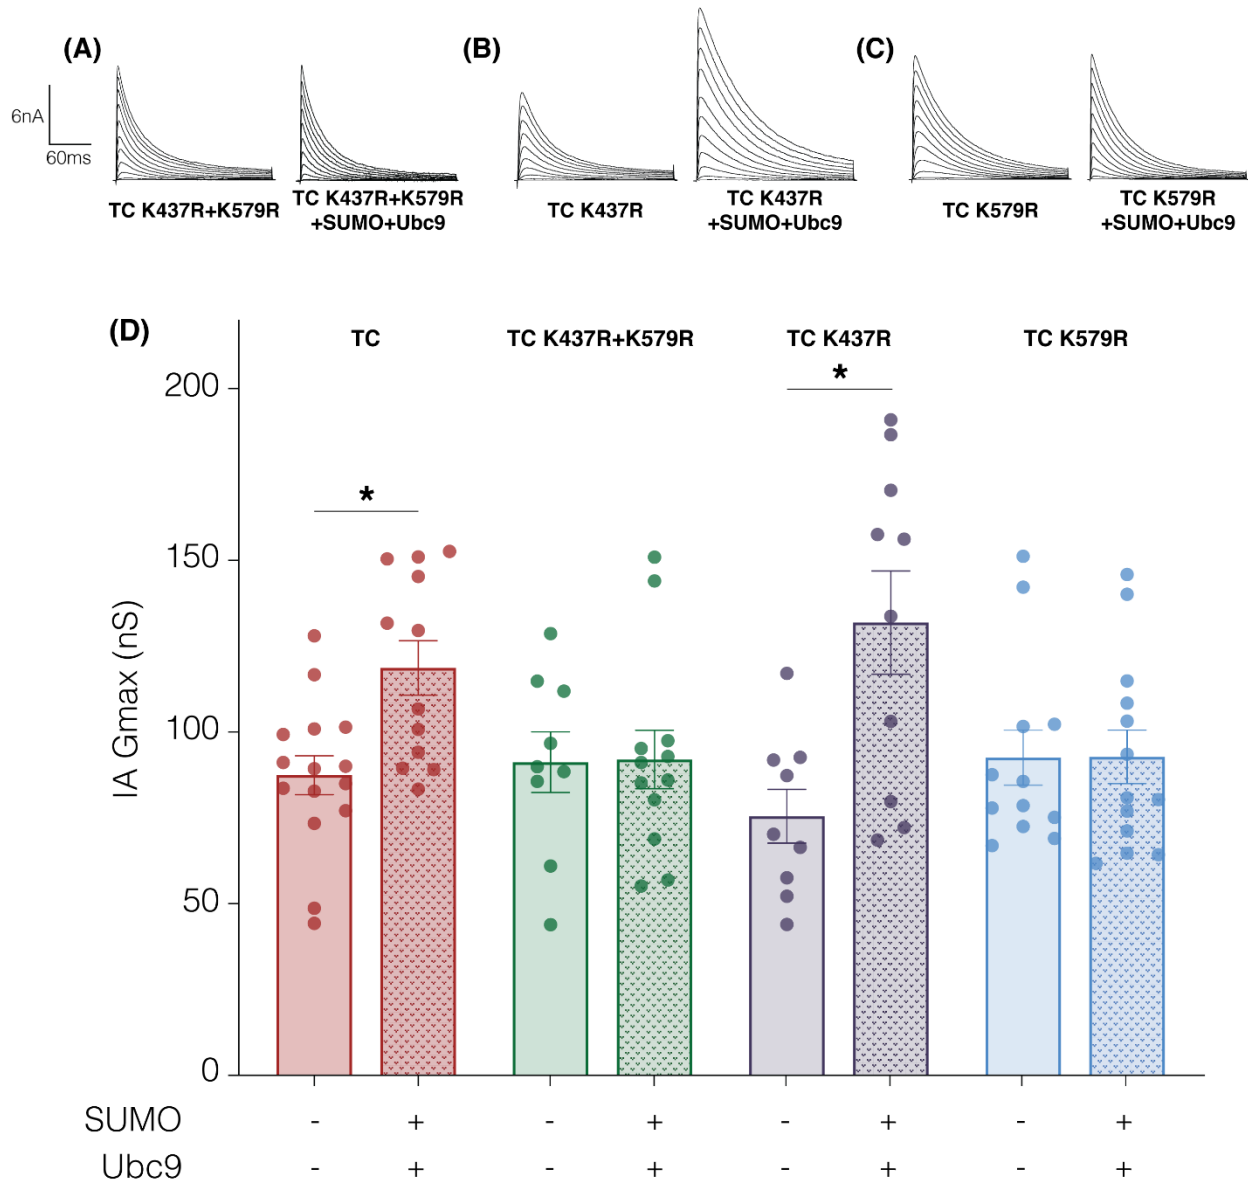 (A)
(B)
(C)
6nA
60ms
TC K437R+K579R
TC K437R+K579R
+SUMO+Ubc9
TC K437R
TC K437R
+SUMO+Ubc9
TC K579R
TC K579R
+SUMO+Ubc9
(D)
TC
TC K437R+K579R
TC K437R
TC K579R
*
*
IA Gmax (nS)
200
150
100
50
0
SUMO - + - + - + - +
Ubc9 - + - + - + - +